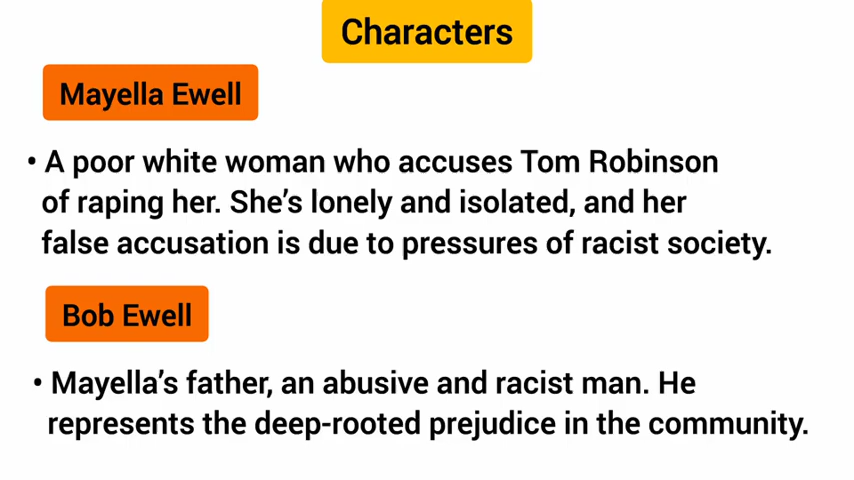 Characters
Mayella Ewell
• A poor white woman who accuses Tom Robinson
of raping her. She’s lonely and isolated, and her
false accusation is due to pressures of racist society.
Bob Ewell
• Mayella’s father, an abusive and racist man. He
represents the deep-rooted prejudice in the community.